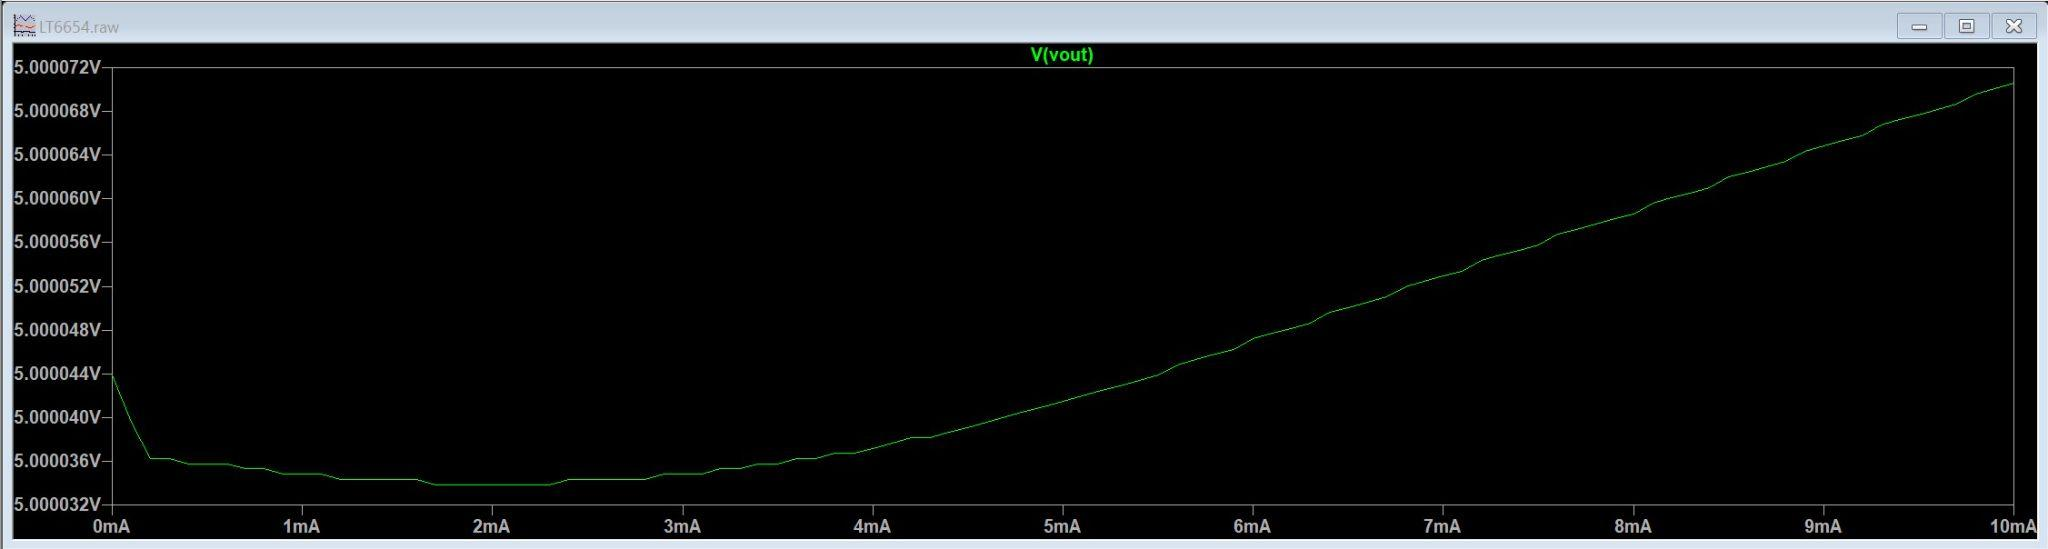 LT6654.raw
V(vout)
5.000072V
5.000068V
5.000064V
5.000060V
5.000056V
5.000052V
5.000048V
5.000044V
5.000040V
5.000036V
5.000032V
0mA 1mA 2mA 3mA 4mA 5mA 6mA 7mA 8mA 9mA 10mA